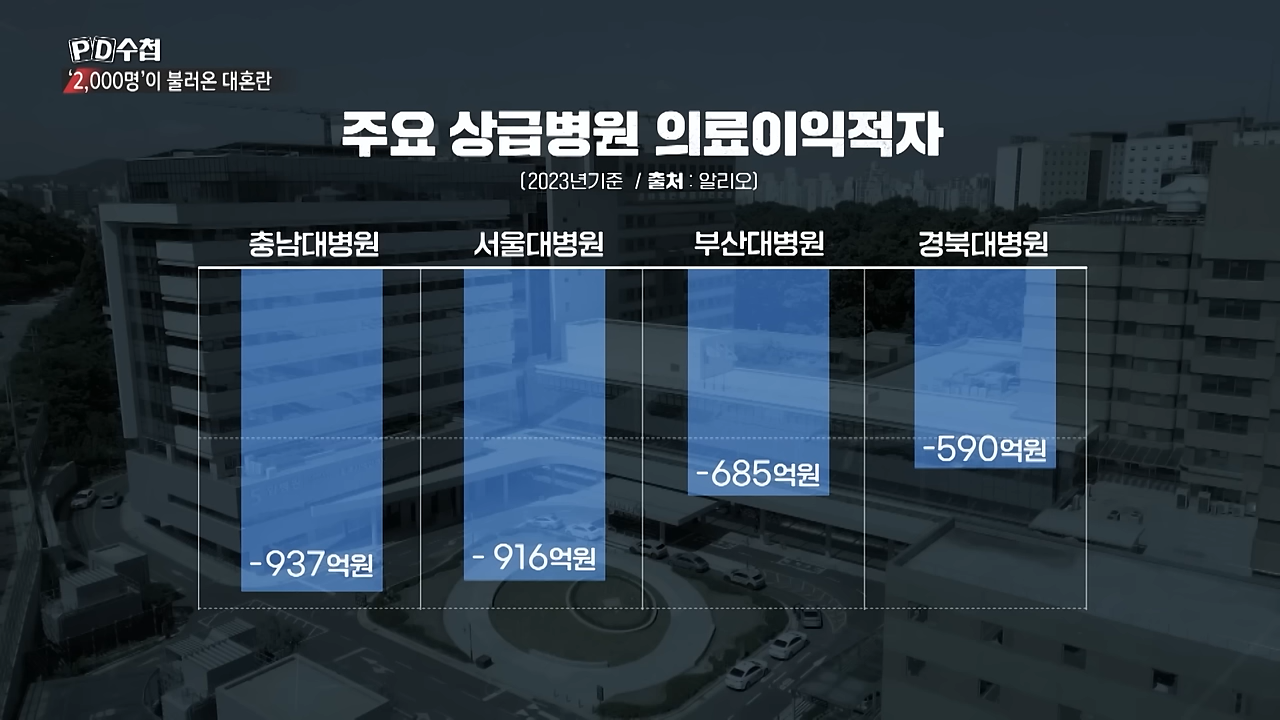 PD수첩
'2,000명'이 불러온 대혼란
주요 상급병원 의료이익적자
(2023년기준 / 출처 : 알리오)
충남대병원 서울대병원 부산대병원 경북대병원
-937억원 - 916억원 -685억원 -590억원